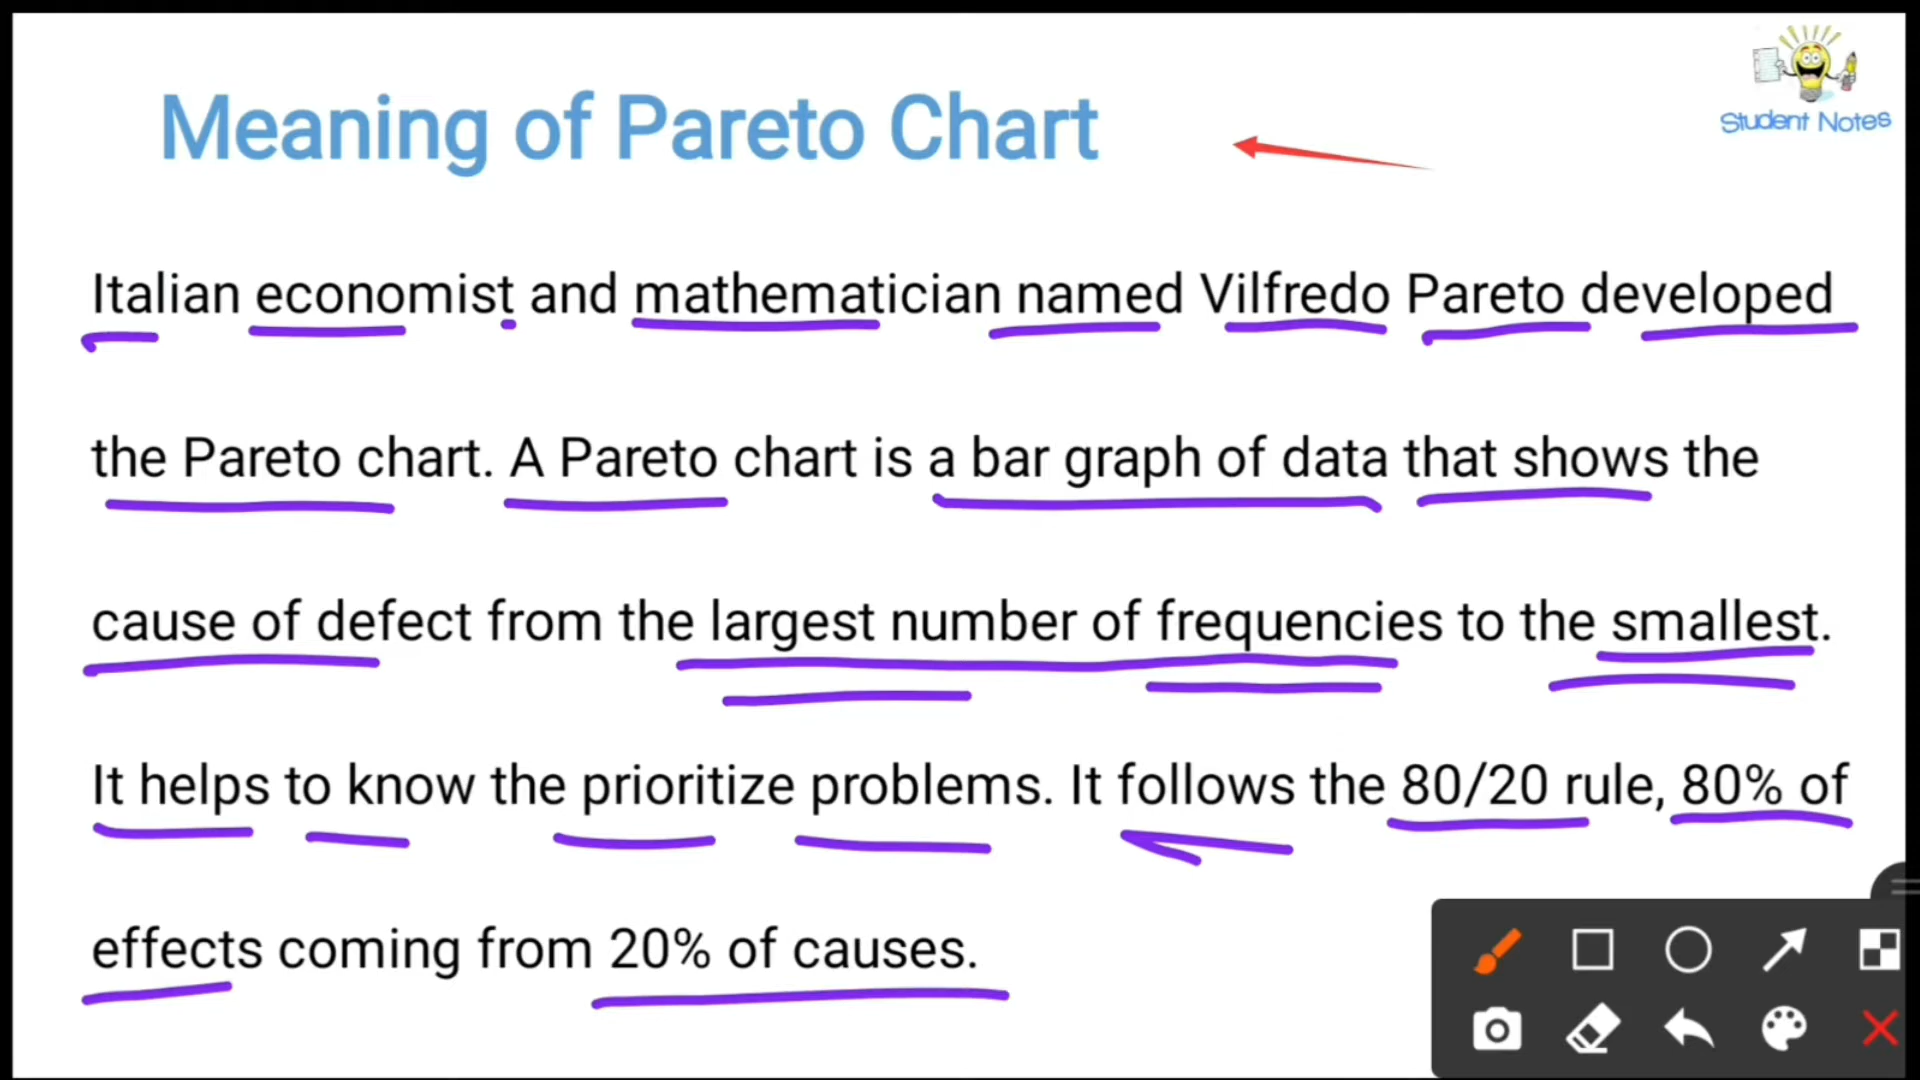 Meaning of Pareto Chart
Student Notes
Italian economist and mathematician named Vilfredo Pareto developed
the Pareto chart. A Pareto chart is a bar graph of data that shows the
cause of defect from the largest number of frequencies to the smallest.
It helps to know the prioritize problems. It follows the 80/20 rule, 80% of
effects coming from 20% of causes.